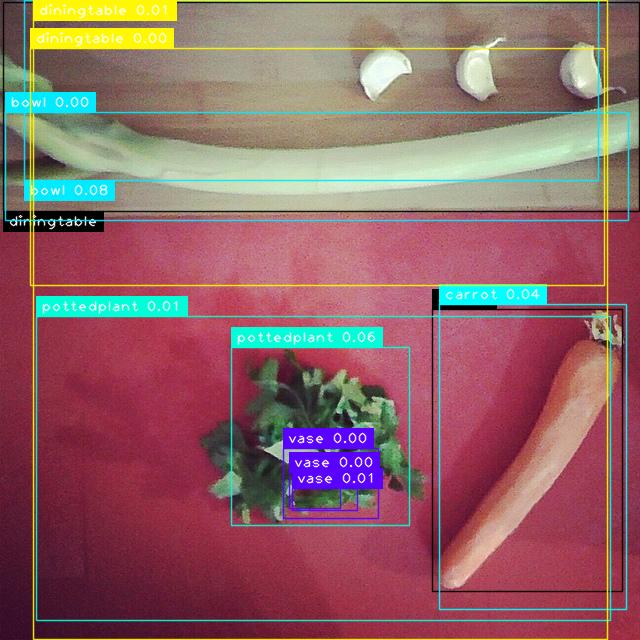 diningtable 0.01
diningtable 0.00
bowl 0.00
bowl 0.08
diningtable
carrot 0.04
pottedplant 0.01
pottedplant 0.06
vase 0.00
vase 0.00
vase 0.01